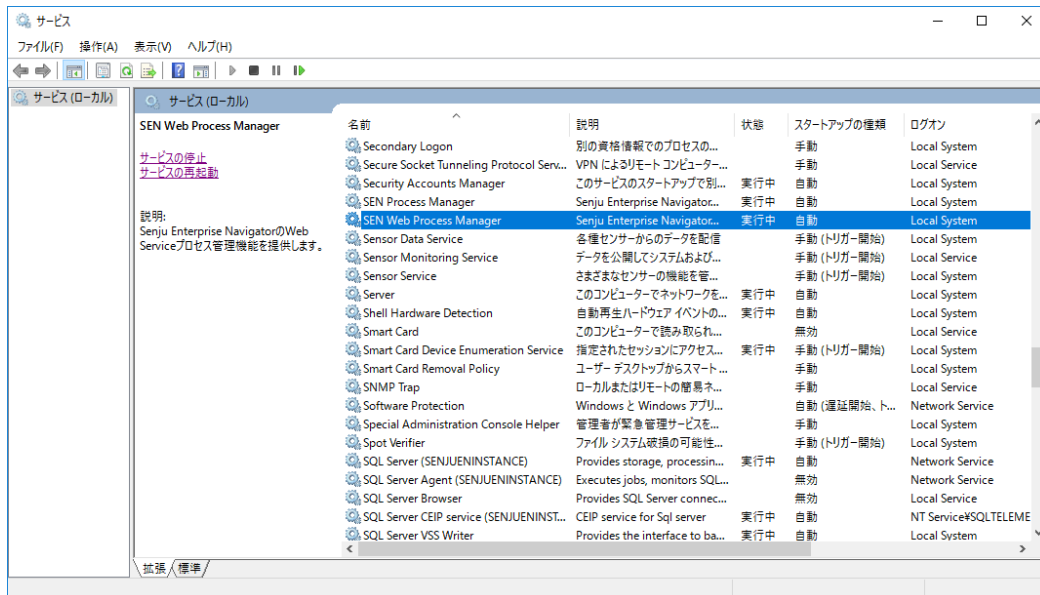 サービス
ファイル(F) 操作(A) 表示(V) ヘルプ(H)
サービス (ローカル)
サービス (ローカル)
SEN Web Process Manager
サービスの停止
サービスの再起動
説明:
Senju Enterprise NavigatorのWeb
Serviceプロセス管理機能を提供します。
名前 説明 状態 スタートアップの種類 ログオン
Secondary Logon 別の資格情報でのプロセスの... 手動 Local System
Secure Socket Tunneling Protocol Serv... VPN によるリモート コンピューター... 手動 Local Service
Security Accounts Manager このサービスのスタートアップで別... 実行中 自動 Local System
SEN Process Manager Senju Enterprise Navigator... 実行中 自動 Local System
SEN Web Process Manager Senju Enterprise Navigator... 実行中 自動 Local System
Sensor Data Service 各種センサーからのデータを配信 手動 (トリガー開始) Local System
Sensor Monitoring Service データを公開してシステムおよび... 手動 (トリガー開始) Local Service
Sensor Service さまざまなセンサーの機能を管... 手動 (トリガー開始) Local System
Server このコンピューターでネットワークを... 実行中 自動 Local System
Shell Hardware Detection 自動再生ハードウェア イベントの... 実行中 自動 Local System
Smart Card このコンピューターで読み取られ... 無効 Local Service
Smart Card Device Enumeration Service 指定されたセッションにアクセス... 実行中 手動 (トリガー開始) Local System
Smart Card Removal Policy ユーザー デスクトップからスマート ... 手動 Local System
SNMP Trap ローカルまたはリモートの簡易ネ... 手動 Local Service
Software Protection Windows と Windows アプリ... 自動 (遅延開始、ト... Network Service
Special Administration Console Helper 管理者が緊急管理サービスを... 手動 Local System
Spot Verifier ファイル システム破損の可能性... 手動 (トリガー開始) Local System
SQL Server (SENJUENINSTANCE) Provides storage, processin... 実行中 自動 Network Service
SQL Server Agent (SENJUENINSTANCE) Executes jobs, monitors SQL... 無効 Network Service
SQL Server Browser Provides SQL Server connec... 無効 Local Service
SQL Server CEIP service (SENJUENINST... CEIP service for Sql server 実行中 自動 NT Service¥SQLTELEME
SQL Server VSS Writer Provides the interface to ba... 実行中 自動 Local System
拡張 標準